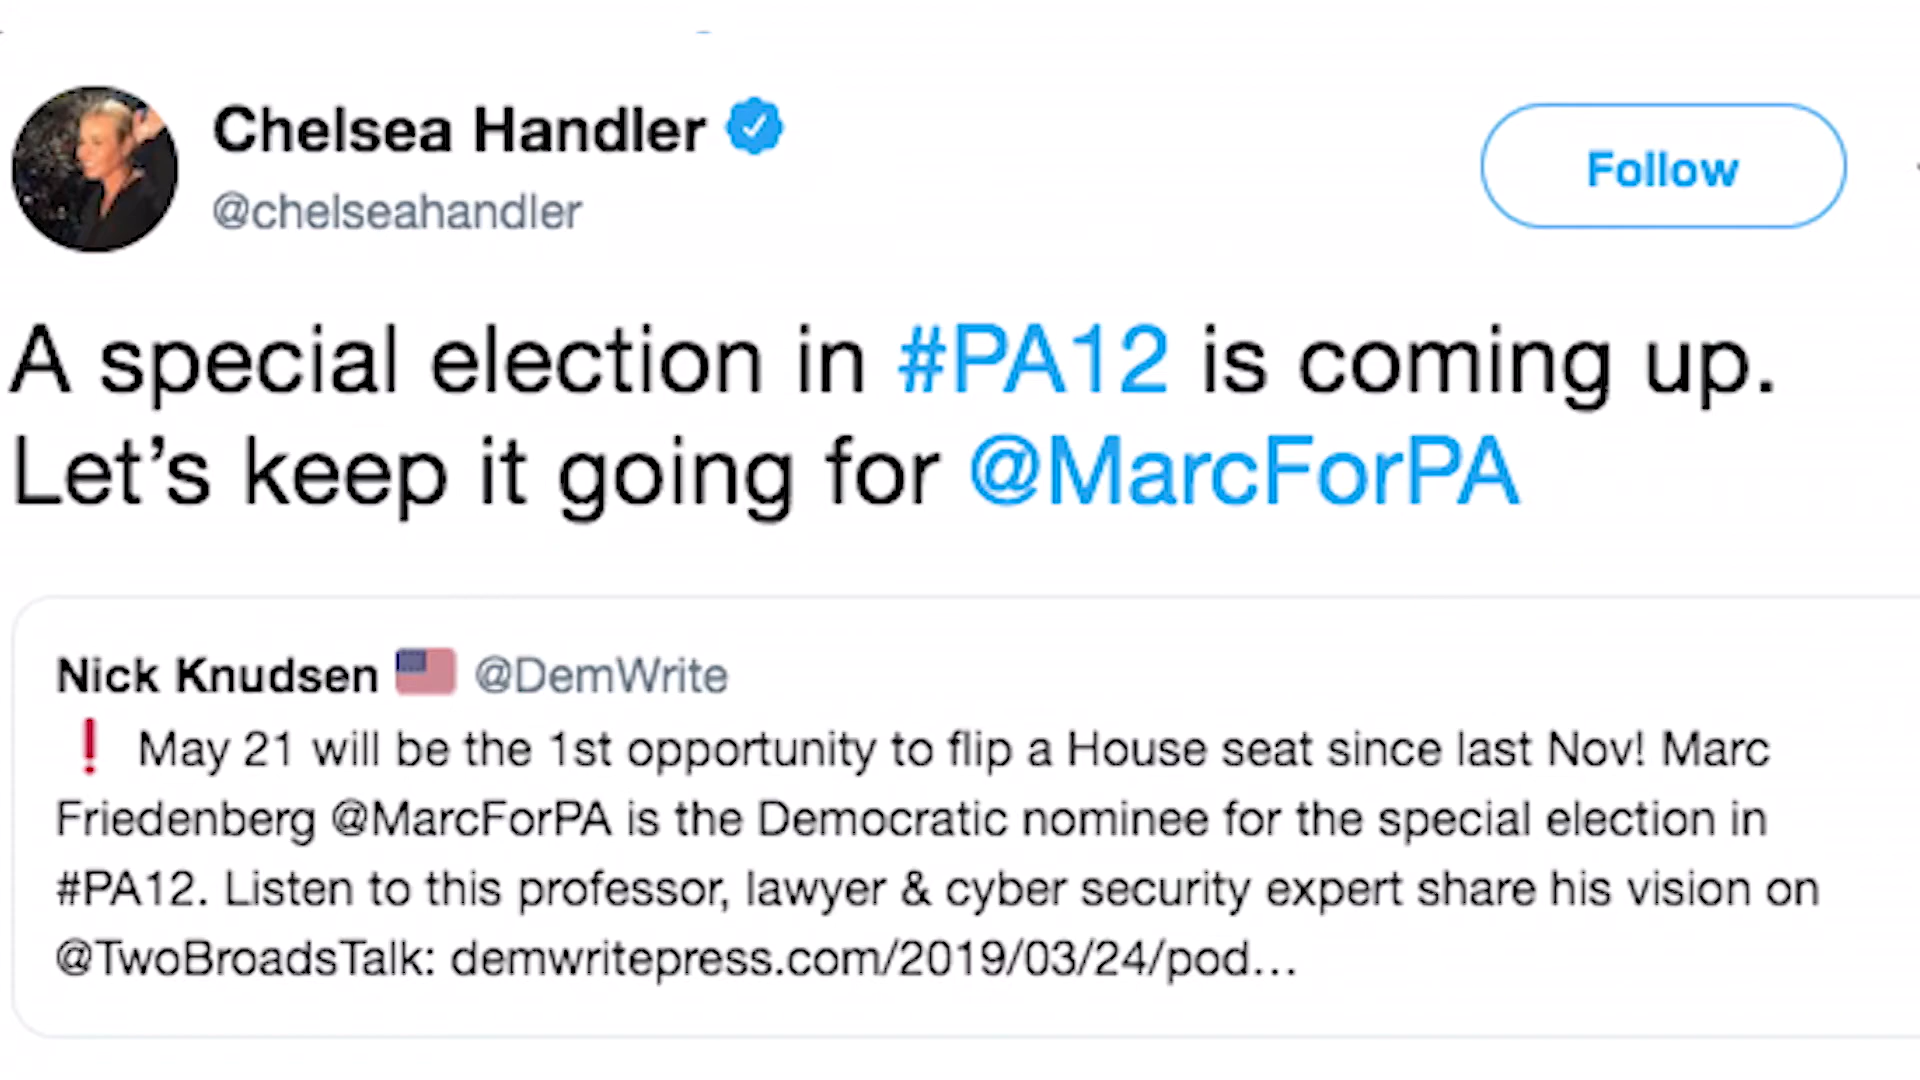 Chelsea Handler
@chelseahandler
Follow
A special election in #PA12 is coming up.
Let’s keep it going for @MarcForPA
Nick Knudsen 🇺🇸 @DemWrite
❗ May 21 will be the 1st opportunity to flip a House seat since last Nov! Marc
Friedenberg @MarcForPA is the Democratic nominee for the special election in
#PA12. Listen to this professor, lawyer & cyber security expert share his vision on
@TwoBroadsTalk: demwritepress.com/2019/03/24/pod…